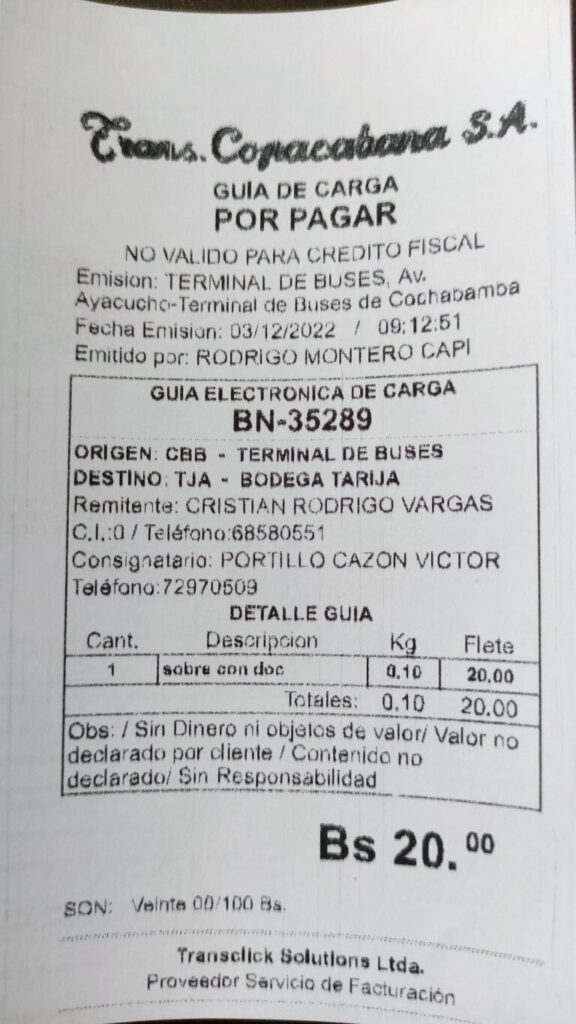 Trans. Copacabana S.A.
GUIA DE CARGA
POR PAGAR
NO VALIDO PARA CREDITO FISCAL
Emision: TERMINAL DE BUSES, Av.
Ayacucho-Terminal de Buses de Cochabamba
Fecha Emision: 03/12/2022 / 09:12:51
Emitido por: RODRIGO MONTERO CAPI
GUIA ELECTRONICA DE CARGA
BN-35289
ORIGEN: CBB - TERMINAL DE BUSES
DESTINO: TJA - BODEGA TARIJA
Remitente: CRISTIAN RODRIGO VARGAS
C.I.:0 / Teléfono:68580551
Consignatario: PORTILLO CAZON VICTOR
Teléfono:72970509
DETALLE GUIA
Cant. Descripcion Kg Flete
1 sobre con doc 0.10 20.00
Totales: 0.10 20.00
Obs: / Sin Dinero ni objetos de valor/ Valor no
declarado por cliente / Contenido no
declarado/ Sin Responsabilidad
Bs 20.00
SON: Veinte 00/100 Bs.
Transclick Solutions Ltda.
Proveedor Servicio de Facturación